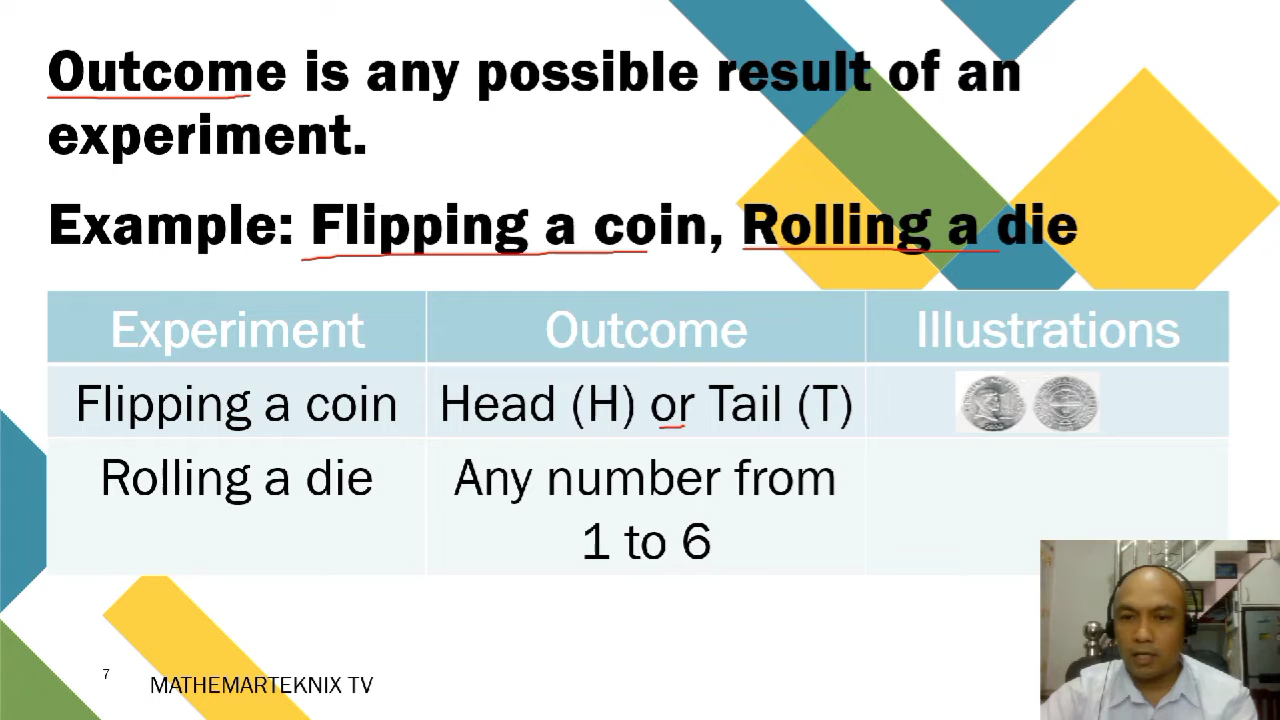 Outcome is any possible result of an
experiment.
Example: Flipping a coin, Rolling a die
Experiment Outcome Illustrations
Flipping a coin Head (H) or Tail (T)
Rolling a die Any number from
1 to 6
7
MATHEMARTEKNIX TV